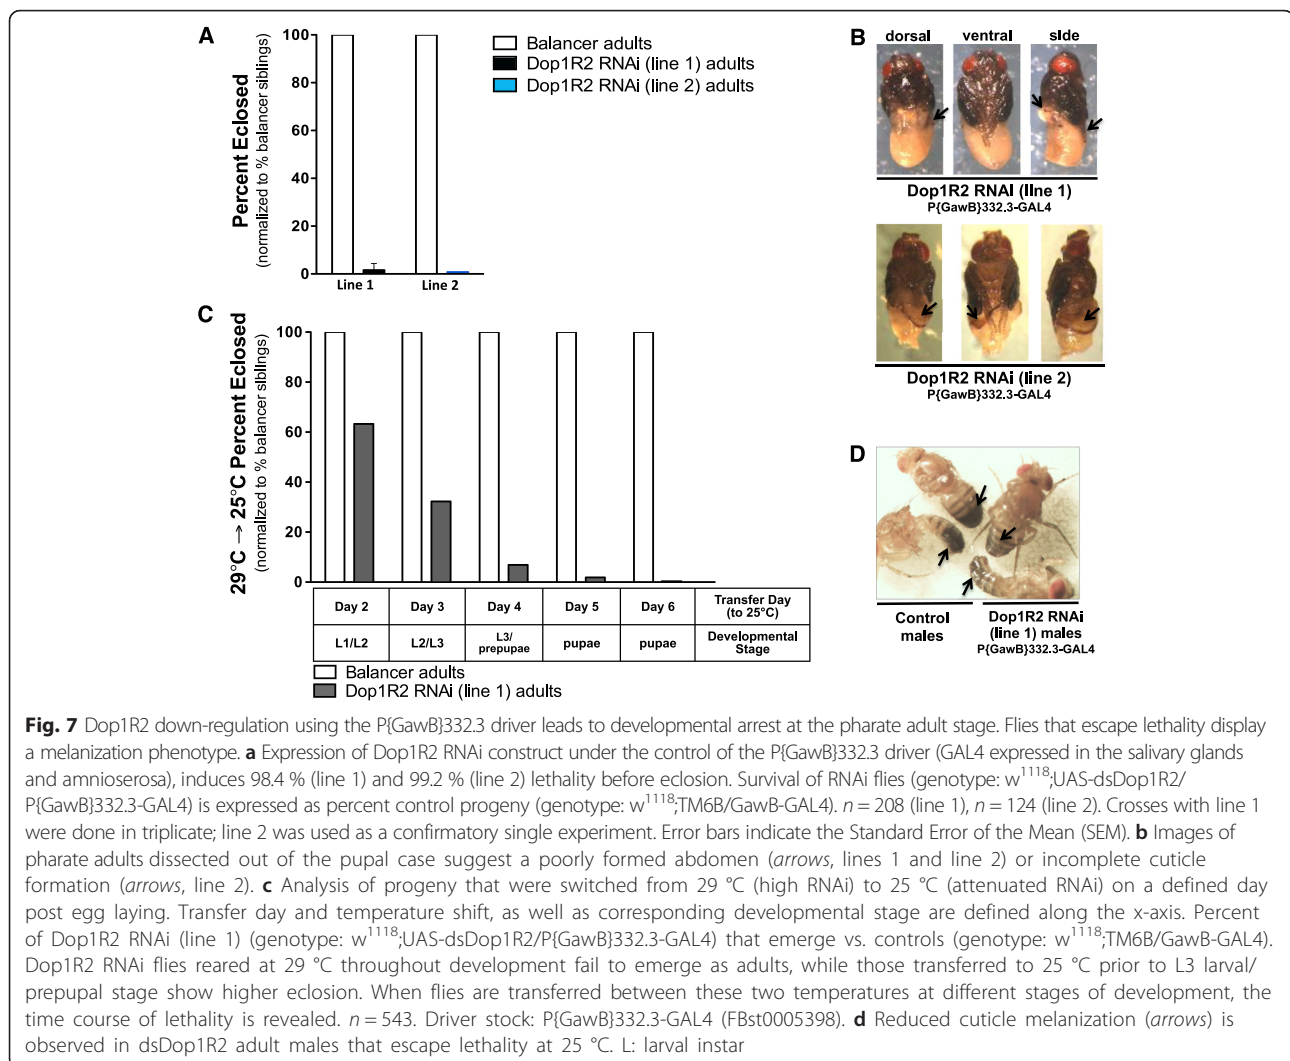 A
Percent Eclosed
(normalized to % balancer siblings)
100
80
60
40
20
0
Line 1
Line 2
Balancer adults
Dop1R2 RNAi (line 1) adults
Dop1R2 RNAi (line 2) adults
B
dorsal
ventral
side
Dop1R2 RNAi (line 1)
P{GawB}332.3-GAL4
Dop1R2 RNAi (line 2)
P{GawB}332.3-GAL4
C
29°C → 25°C Percent Eclosed
(normalized to % balancer siblings)
100
80
60
40
20
0
Day 2
Day 3
Day 4
Day 5
Day 6
Transfer Day
(to 25°C)
L1/L2
L2/L3
L3/
prepupae
pupae
pupae
Developmental
Stage
Balancer adults
Dop1R2 RNAi (line 1) adults
D
Control
males
Dop1R2 RNAi
(line 1) males
P{GawB}332.3-GAL4
Fig. 7 Dop1R2 down-regulation using the P{GawB}332.3 driver leads to developmental arrest at the pharate adult stage. Flies that escape lethality display
a melanization phenotype. a Expression of Dop1R2 RNAi construct under the control of the P{GawB}332.3 driver (GAL4 expressed in the salivary glands
and amnioserosa), induces 98.4 % (line 1) and 99.2 % (line 2) lethality before eclosion. Survival of RNAi flies (genotype: w1118;UAS-dsDop1R2/
P{GawB}332.3-GAL4) is expressed as percent control progeny (genotype: w1118;TM6B/GawB-GAL4). n = 208 (line 1), n = 124 (line 2). Crosses with line 1
were done in triplicate; line 2 was used as a confirmatory single experiment. Error bars indicate the Standard Error of the Mean (SEM). b Images of
pharate adults dissected out of the pupal case suggest a poorly formed abdomen (arrows, lines 1 and line 2) or incomplete cuticle
formation (arrows, line 2). c Analysis of progeny that were switched from 29 °C (high RNAi) to 25 °C (attenuated RNAi) on a defined day
post egg laying. Transfer day and temperature shift, as well as corresponding developmental stage are defined along the x-axis. Percent
of Dop1R2 RNAi (line 1) (genotype: w1118;UAS-dsDop1R2/P{GawB}332.3-GAL4) that emerge vs. controls (genotype: w1118;TM6B/GawB-GAL4).
Dop1R2 RNAi flies reared at 29 °C throughout development fail to emerge as adults, while those transferred to 25 °C prior to L3 larval/
prepupal stage show higher eclosion. When flies are transferred between these two temperatures at different stages of development, the
time course of lethality is revealed. n = 543. Driver stock: P{GawB}332.3-GAL4 (FBst0005398). d Reduced cuticle melanization (arrows) is
observed in dsDop1R2 adult males that escape lethality at 25 °C. L: larval instar